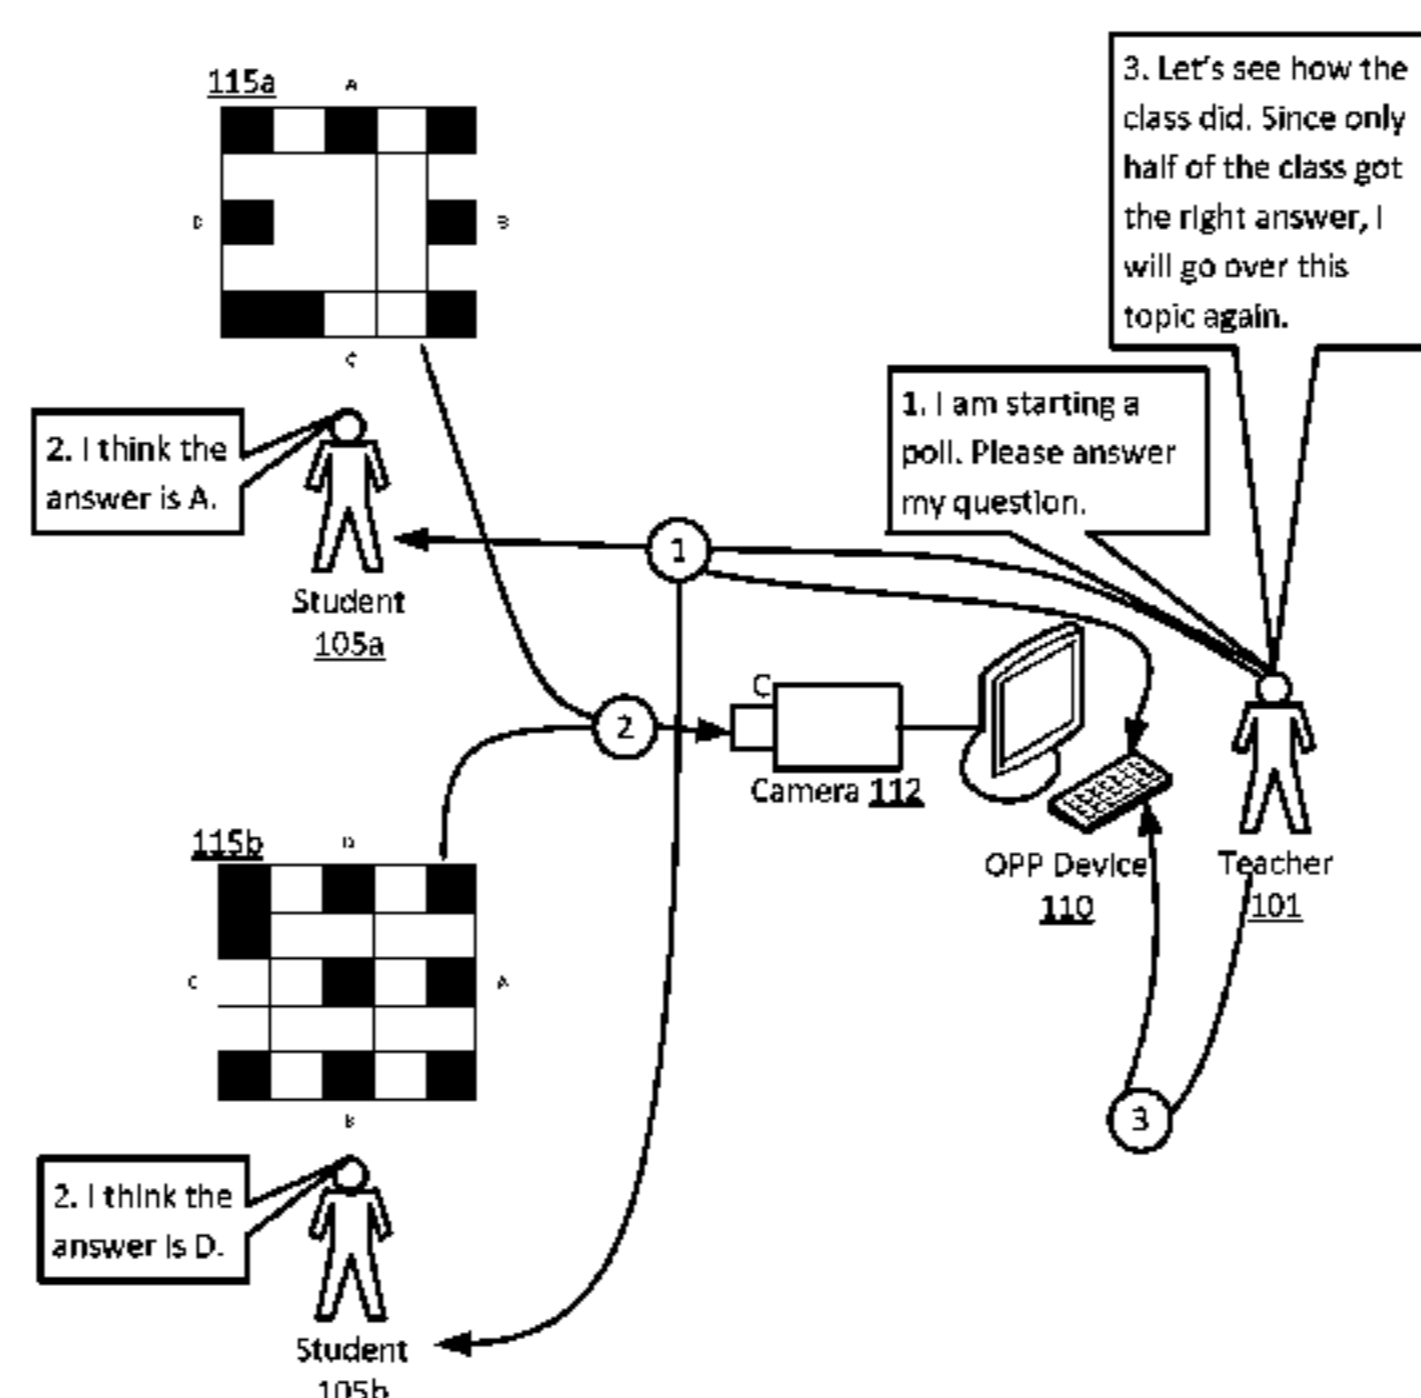 115a
A
D
B
C
3. Let's see how the
class did. Since only
half of the class got
the right answer, I
will go over this
topic again.
1. I am starting a
poll. Please answer
my question.
2. I think the
answer is A.
Student
105a
1
2
C
Camera 112
OPP Device
110
Teacher
101
115b
D
C
A
B
3
2. I think the
answer is D.
Student
105b